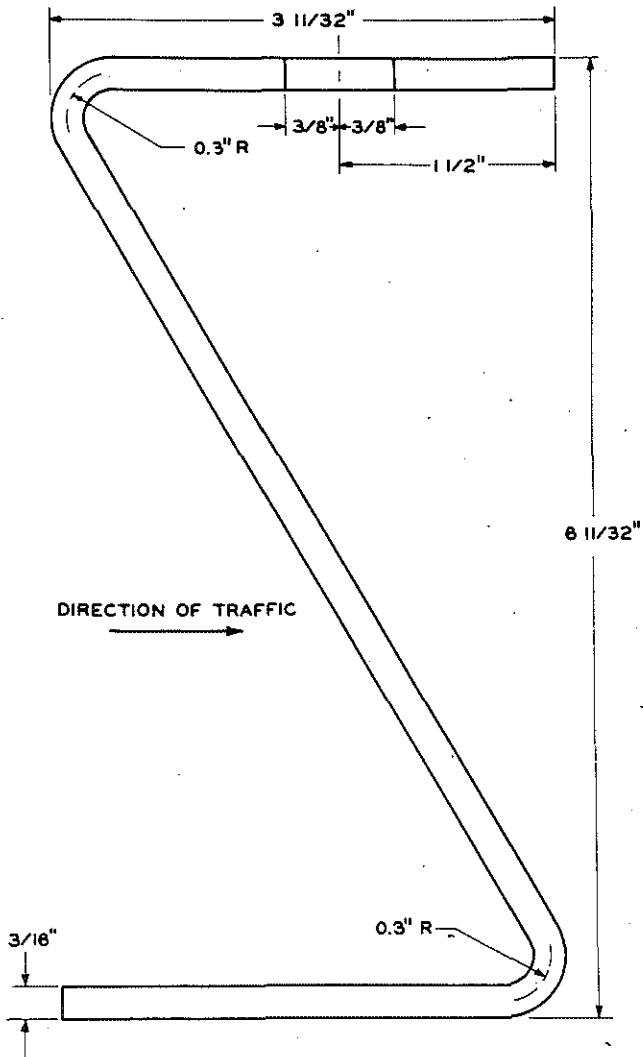 3 11/32"
3/8" 3/8"
0.3" R
1 1/2"
6 11/32"
DIRECTION OF TRAFFIC
0.3" R
3/16"